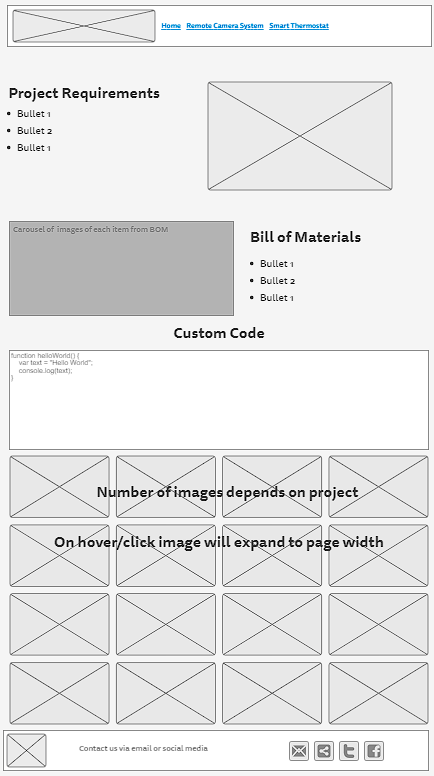 Home Remote Camera System Smart Thermostat
Project Requirements
Bullet 1
Bullet 2
Bullet 1
Carousel of images of each item from BOM
Bill of Materials
Bullet 1
Bullet 2
Bullet 1
Custom Code
function helloWorld() {
var text = "Hello World";
console.log(text);
}
Number of images depends on project
On hover/click image will expand to page width
Contact us via email or social media